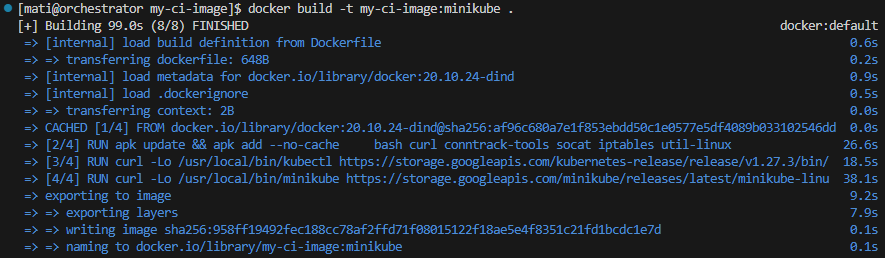 [mati@orchestrator my-ci-image]$ docker build -t my-ci-image:minikube .
[+] Building 99.0s (8/8) FINISHED docker:default
=> [internal] load build definition from Dockerfile 0.6s
=> => transferring dockerfile: 648B 0.2s
=> [internal] load metadata for docker.io/library/docker:20.10.24-dind 0.9s
=> [internal] load .dockerignore 0.5s
=> => transferring context: 2B 0.0s
=> CACHED [1/4] FROM docker.io/library/docker:20.10.24-dind@sha256:af96c680a7e1f853ebdd50c1e0577e5df4089b033102546dd 0.0s
=> [2/4] RUN apk update && apk add --no-cache     bash curl conntrack-tools socat iptables util-linux 26.6s
=> [3/4] RUN curl -Lo /usr/local/bin/kubectl https://storage.googleapis.com/kubernetes-release/release/v1.27.3/bin/ 18.5s
=> [4/4] RUN curl -Lo /usr/local/bin/minikube https://storage.googleapis.com/minikube/releases/latest/minikube-linu 38.1s
=> exporting to image 9.2s
=> => exporting layers 7.9s
=> => writing image sha256:958ff19492fec188cc78af2ffd71f08015122f18ae5e4f8351c21fd1bcdc1e7d 0.1s
=> => naming to docker.io/library/my-ci-image:minikube 0.1s